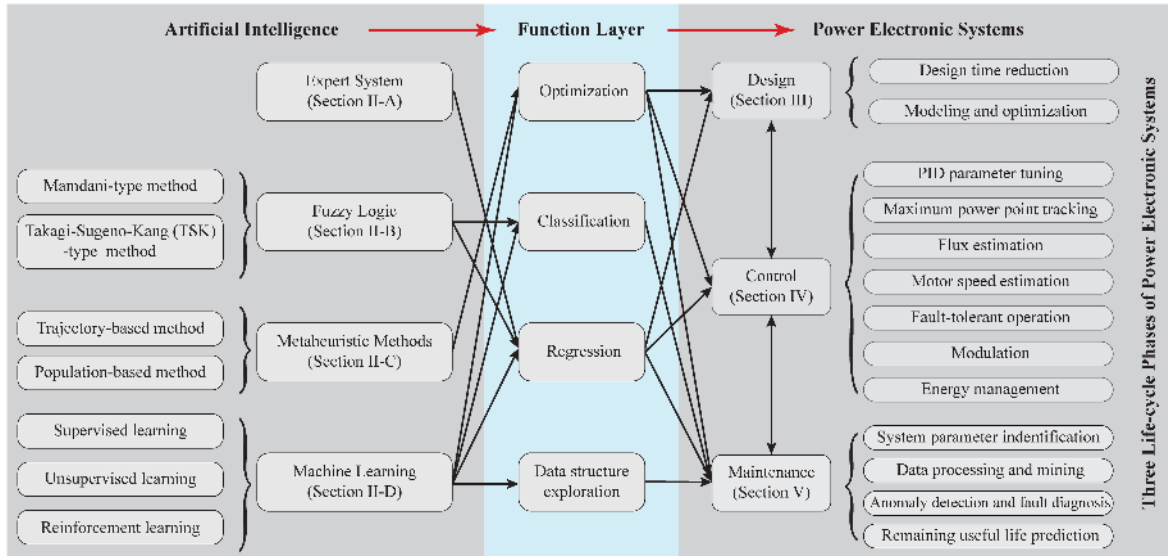 Artificial Intelligence
Function Layer
Power Electronic Systems
Expert System
(Section II-A)
Mamdani-type method
Takagi-Sugeno-Kang (TSK)
-type method
Fuzzy Logic
(Section II-B)
Trajectory-based method
Population-based method
Metaheuristic Methods
(Section II-C)
Supervised learning
Unsupervised learning
Reinforcement learning
Machine Learning
(Section II-D)
Optimization
Classification
Regression
Data structure
exploration
Design
(Section III)
Design time reduction
Modeling and optimization
Control
(Section IV)
PID parameter tuning
Maximum power point tracking
Flux estimation
Motor speed estimation
Fault-tolerant operation
Modulation
Energy management
Maintenance
(Section V)
System parameter indentification
Data processing and mining
Anomaly detection and fault diagnosis
Remaining useful life prediction
Three Life-cycle Phases of Power Electronic Systems